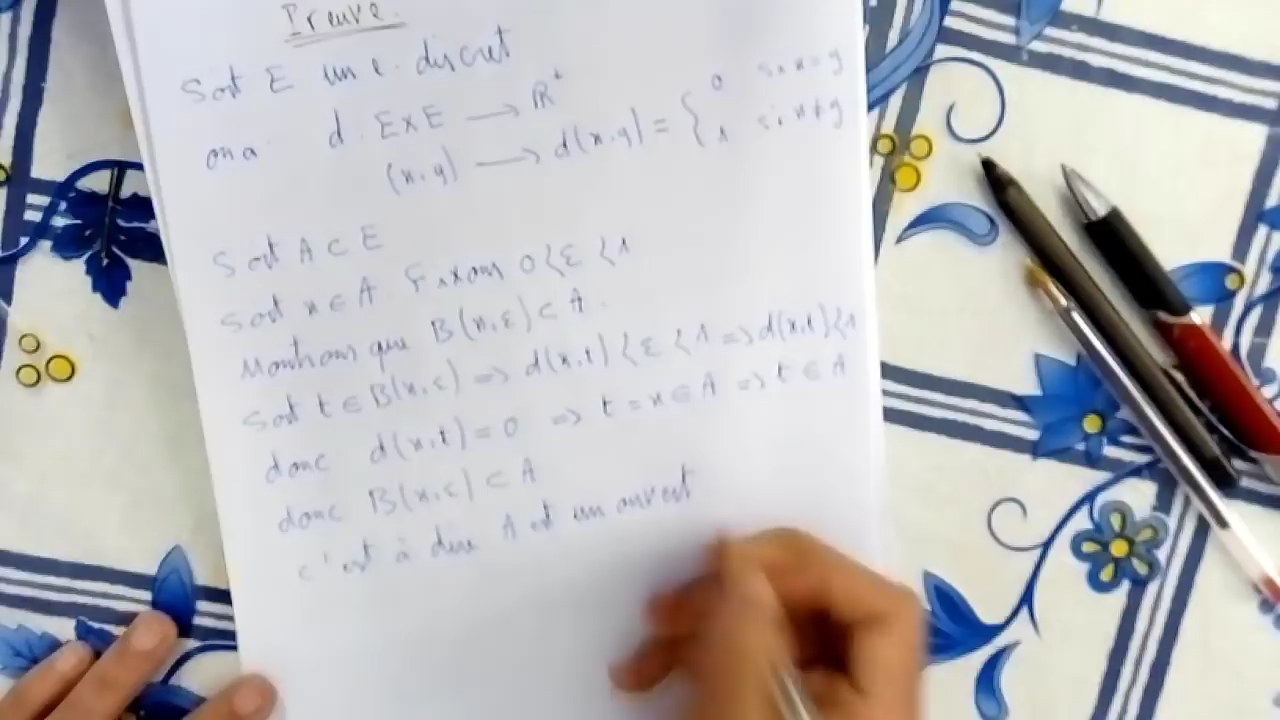 Preuve.
Soit E un e. discret
on a. d. E×E → ℝ⁺ { 0 si x=y
(x,y) → d(x,y) = { 1 si x≠y
Soit A ⊂ E
Soit x ∈ A Fixons 0<ε<1
Montrons que B(x,ε) ⊂ A.
Soit t ∈ B(x,ε) => d(x,t)<ε<1 => d(x,t)<1
donc d(x,t)=0 => t=x∈A => t∈A
donc B(x,ε) ⊂ A
c'est à dire A est un ouvert